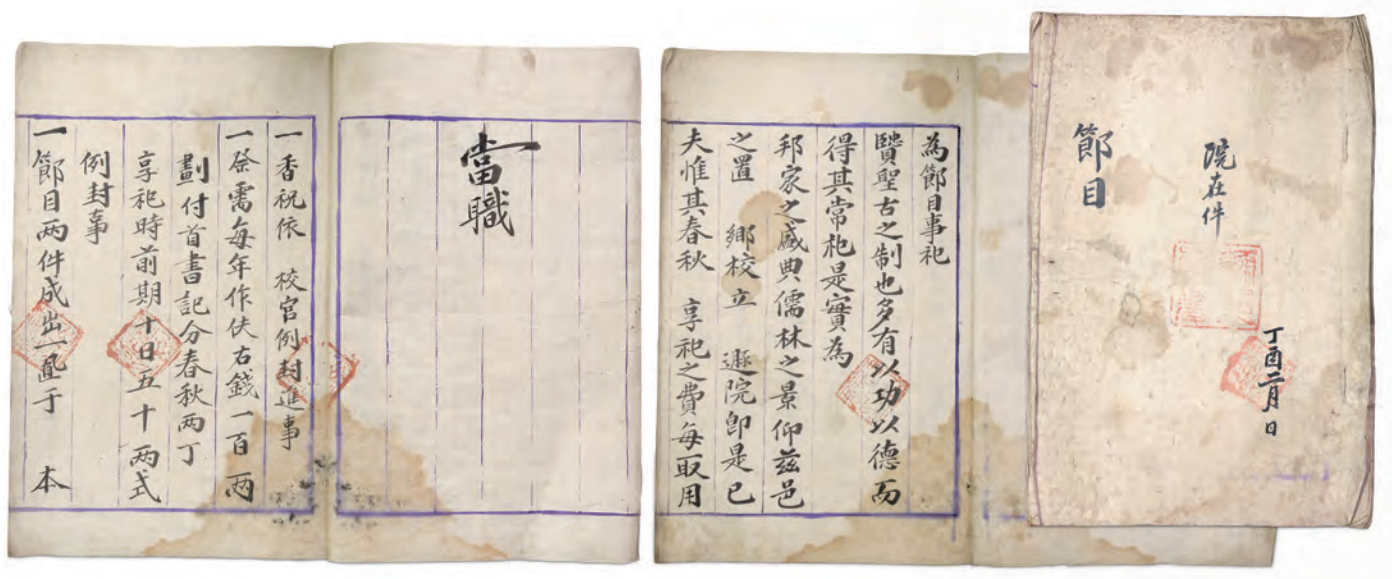 丁酉二月 日
院在件
節目
為節目事祀
贒聖古之制也多有以功以德而
得其常祀是實為
邦家之盛典儒林之景仰茲邑
之置 鄉校立 遯院即是已
夫惟其春秋 享祀之費每取用
當職
一香祝依 校宮例封進事
一祭需每年作伕右錢一百兩
劃付首書記分春秋兩丁
享祀時前期十日五十兩式
例封事
一節目兩件成出一置于 本